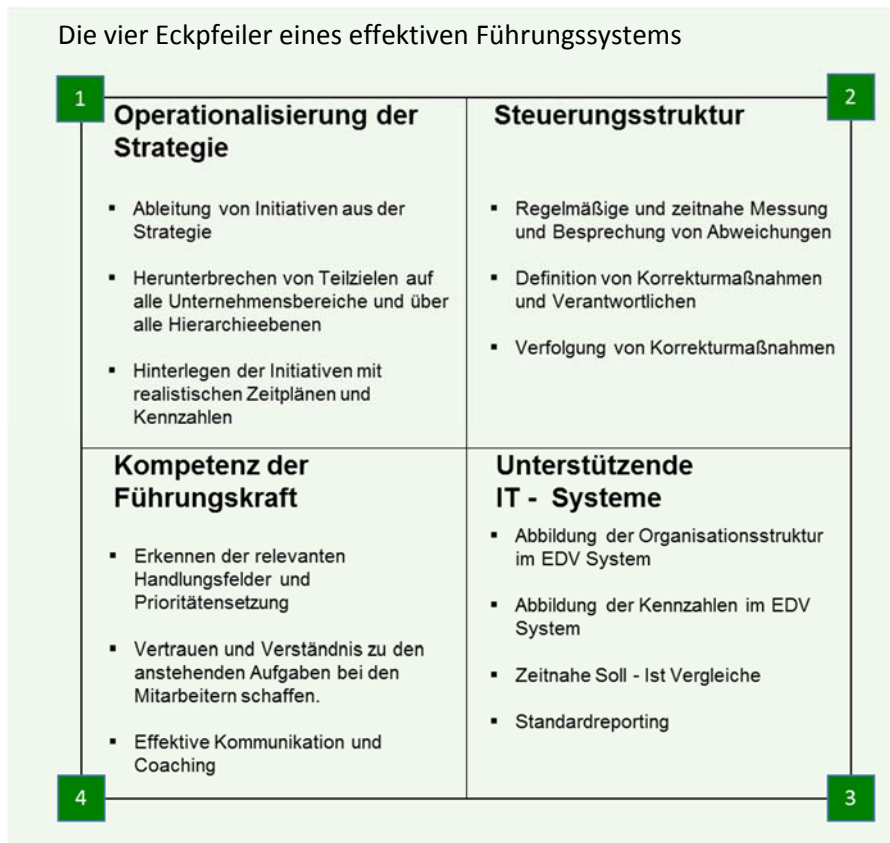 Die vier Eckpfeiler eines effektiven Führungssystems
1
Operationalisierung der
Strategie
▪ Ableitung von Initiativen aus der
Strategie
▪ Herunterbrechen von Teilzielen auf
alle Unternehmensbereiche und über
alle Hierarchieebenen
▪ Hinterlegen der Initiativen mit
realistischen Zeitplänen und
Kennzahlen
2
Steuerungsstruktur
▪ Regelmäßige und zeitnahe Messung
und Besprechung von Abweichungen
▪ Definition von Korrekturmaßnahmen
und Verantwortlichen
▪ Verfolgung von Korrekturmaßnahmen
Unterstützende
IT - Systeme
▪ Abbildung der Organisationsstruktur
im EDV System
▪ Abbildung der Kennzahlen im EDV
System
▪ Zeitnahe Soll - Ist Vergleiche
▪ Standardreporting
3
Kompetenz der
Führungskraft
▪ Erkennen der relevanten
Handlungsfelder und
Prioritätensetzung
▪ Vertrauen und Verständnis zu den
anstehenden Aufgaben bei den
Mitarbeitern schaffen.
▪ Effektive Kommunikation und
Coaching
4